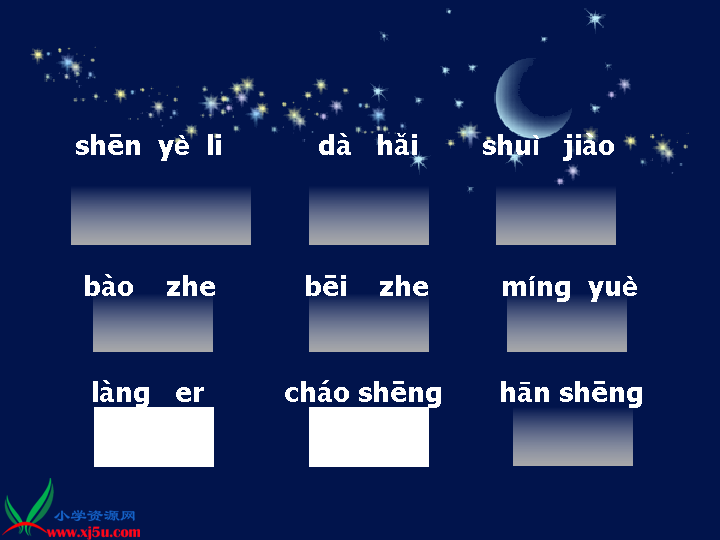 shēn yè li dà hǎi shuì jiào
bào zhe bēi zhe míng yuè
làng er cháo shēng hān shēng
小学资源网
www.xj5u.com